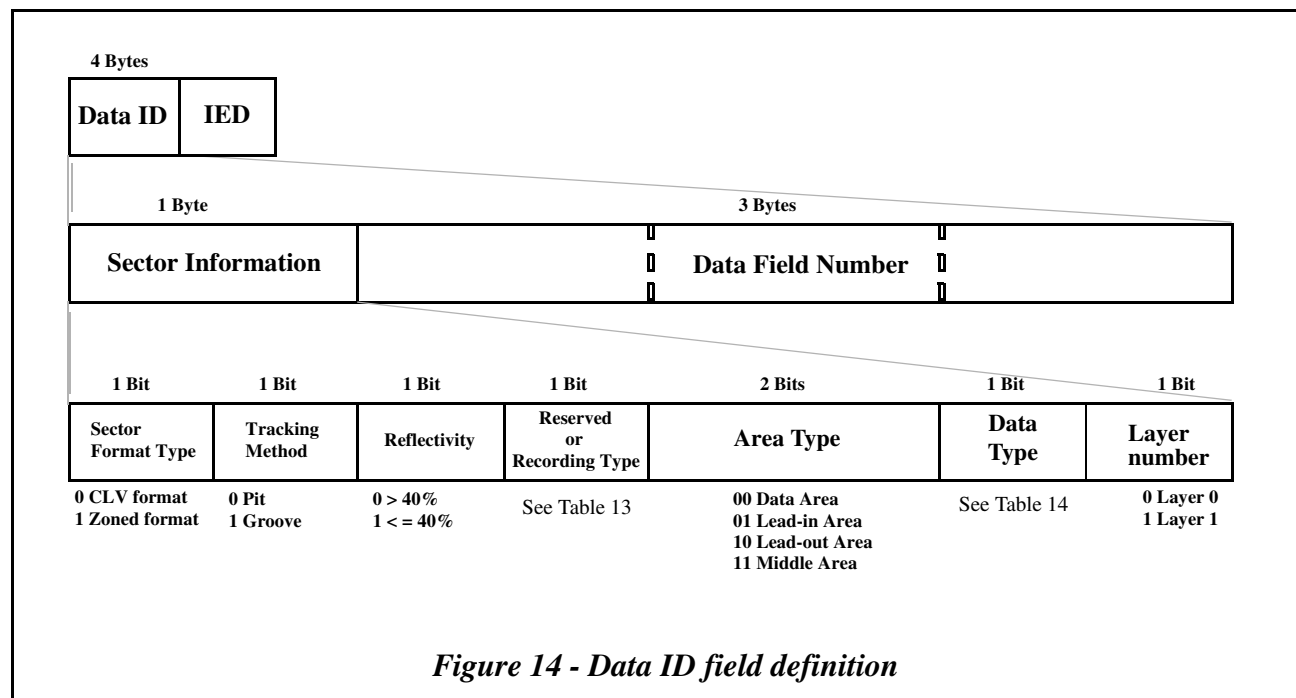 4 Bytes
Data ID IED
1 Byte 3 Bytes
Sector Information Data Field Number
1 Bit 1 Bit 1 Bit 1 Bit 2 Bits 1 Bit 1 Bit
Sector
Format Type
Tracking
Method
Reflectivity
Reserved
or
Recording Type
Area Type
Data
Type
Layer
number
0 CLV format
1 Zoned format
0 Pit
1 Groove
0 > 40%
1 < = 40%
See Table 13
00 Data Area
01 Lead-in Area
10 Lead-out Area
11 Middle Area
See Table 14
0 Layer 0
1 Layer 1
Figure 14 - Data ID field definition